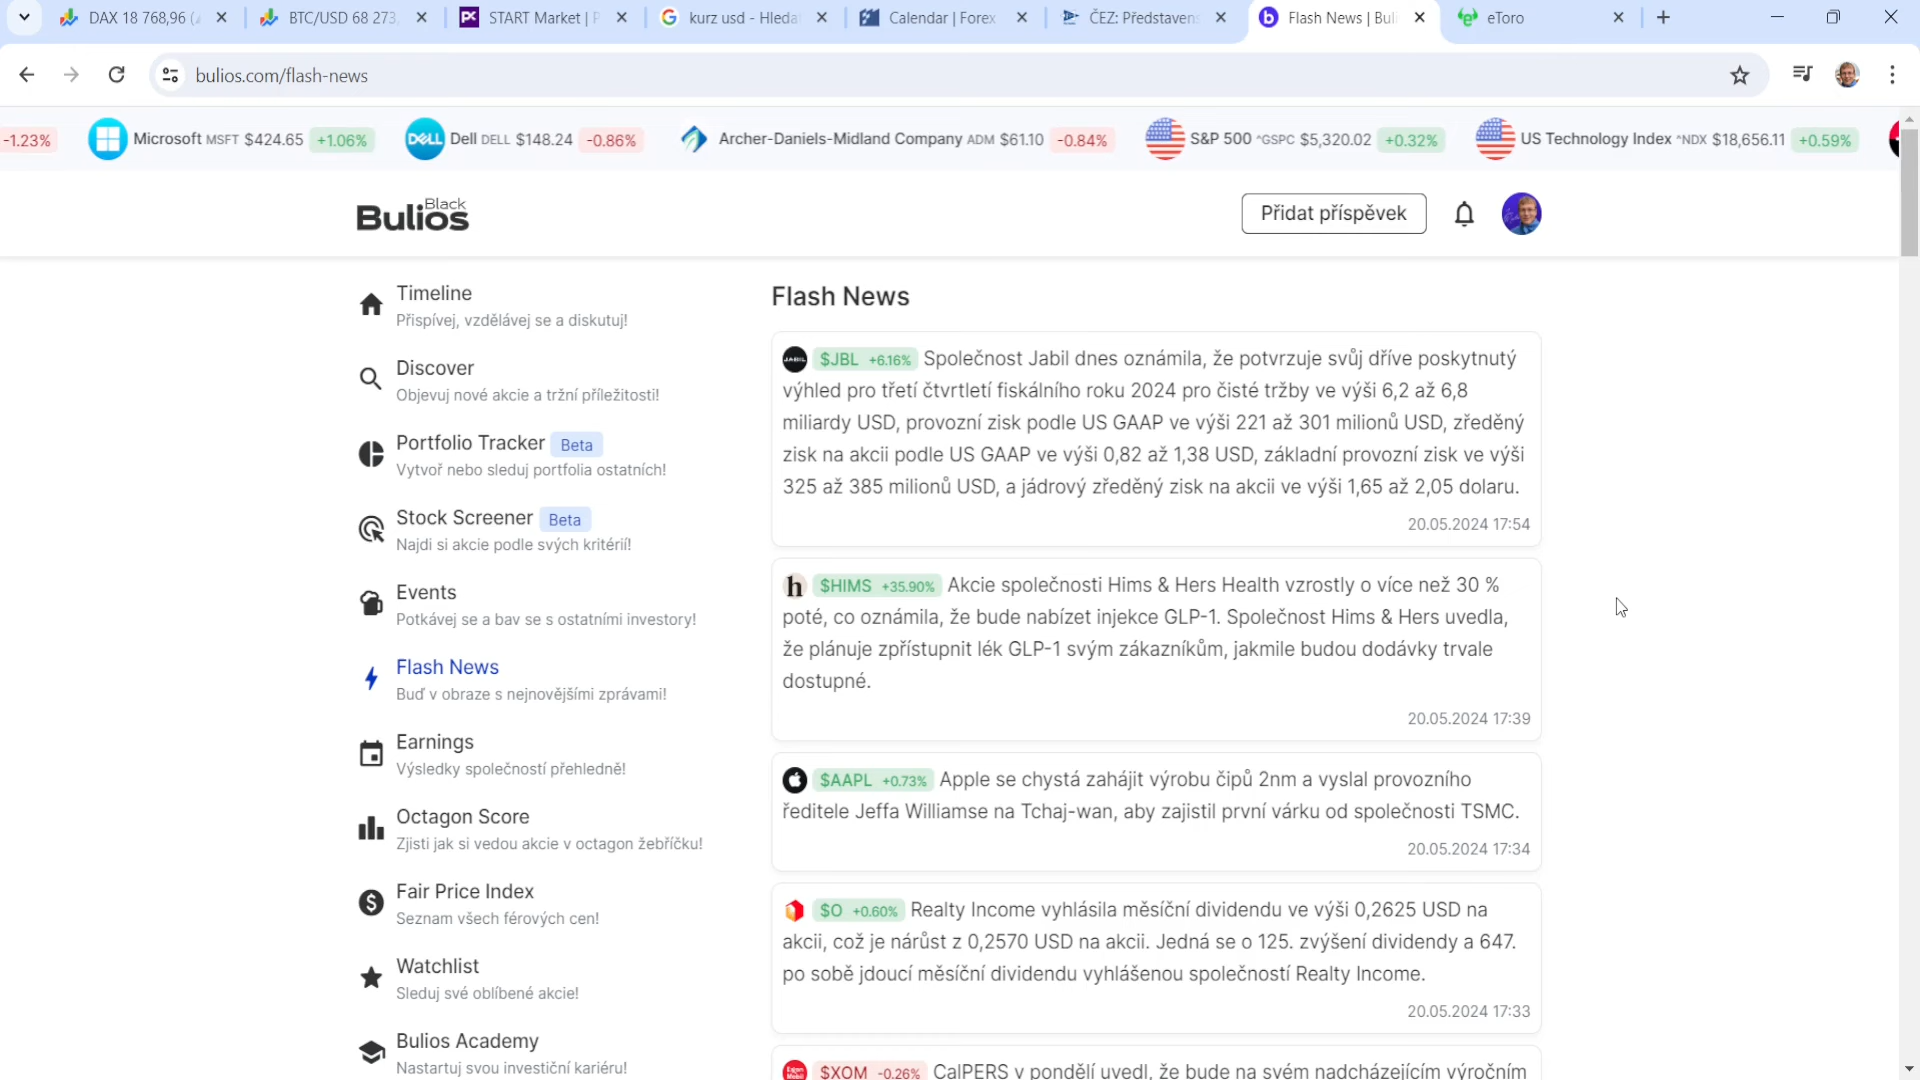 DAX 18 768,96
BTC/USD 68 273
START Market | P
kurz usd - Hleda
Calendar | Forex
ČEZ: Představens
Flash News | Buli
eToro
bulios.com/flash-news
-1.23%
Microsoft MSFT $424.65 +1.06%
DELL Dell DELL $148.24 -0.86%
Archer-Daniels-Midland Company ADM $61.10 -0.84%
S&P 500 ^GSPC $5,320.02 +0.32%
US Technology Index ^NDX $18,656.11 +0.59%
Bulios Black
Přidat příspěvek
Timeline
Přispívej, vzdělávej se a diskutuj!
Discover
Objevuj nové akcie a tržní příležitosti!
Portfolio Tracker Beta
Vytvoř nebo sleduj portfolia ostatních!
Stock Screener Beta
Najdi si akcie podle svých kritérií!
Events
Potkávej se a bav se s ostatními investory!
Flash News
Buď v obraze s nejnovějšími zprávami!
Earnings
Výsledky společností přehledně!
Octagon Score
Zjisti jak si vedou akcie v octagon žebříčku!
Fair Price Index
Seznam všech férových cen!
Watchlist
Sleduj své oblíbené akcie!
Bulios Academy
Nastartuj svou investiční kariéru!
Flash News
JABIL $JBL +6.16% Společnost Jabil dnes oznámila, že potvrzuje svůj dříve poskytnutý
výhled pro třetí čtvrtletí fiskálního roku 2024 pro čisté tržby ve výši 6,2 až 6,8
miliardy USD, provozní zisk podle US GAAP ve výši 221 až 301 milionů USD, zředěný
zisk na akcii podle US GAAP ve výši 0,82 až 1,38 USD, základní provozní zisk ve výši
325 až 385 milionů USD, a jádrový zředěný zisk na akcii ve výši 1,65 až 2,05 dolaru.
20.05.2024 17:54
h $HIMS +35.90% Akcie společnosti Hims & Hers Health vzrostly o více než 30 %
poté, co oznámila, že bude nabízet injekce GLP-1. Společnost Hims & Hers uvedla,
že plánuje zpřístupnit lék GLP-1 svým zákazníkům, jakmile budou dodávky trvale
dostupné.
20.05.2024 17:39
$AAPL +0.73% Apple se chystá zahájit výrobu čipů 2nm a vyslal provozního
ředitele Jeffa Williamse na Tchaj-wan, aby zajistil první várku od společnosti TSMC.
20.05.2024 17:34
$O +0.60% Realty Income vyhlásila měsíční dividendu ve výši 0,2625 USD na
akcii, což je nárůst z 0,2570 USD na akcii. Jedná se o 125. zvýšení dividendy a 647.
po sobě jdoucí měsíční dividendu vyhlášenou společností Realty Income.
20.05.2024 17:33
$XOM -0.26% CalPERS v pondělí uvedl, že bude na svém nadcházejícím výročním